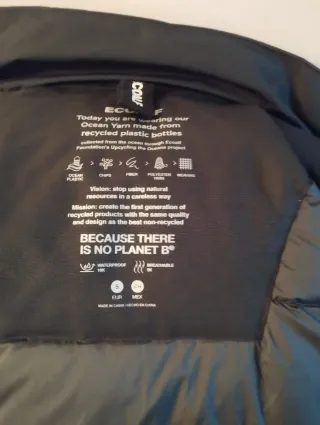 ECOALF
Today you are wearing our
Ocean Yarn made from
recycled plastic bottles
collected from the ocean through Ecoalf
Foundation's Upcycling the Oceans project
OCEAN PLASTIC > CHIPS > FIBER > POLYESTER > WEAVING
Vision: stop using natural
resources in a careless way
Mission: create the first generation of
recycled products with the same quality
and design as the best non-recycled
BECAUSE THERE
IS NO PLANET B®
WATERPROOF BREATHABLE
10K
S
EUR MEX